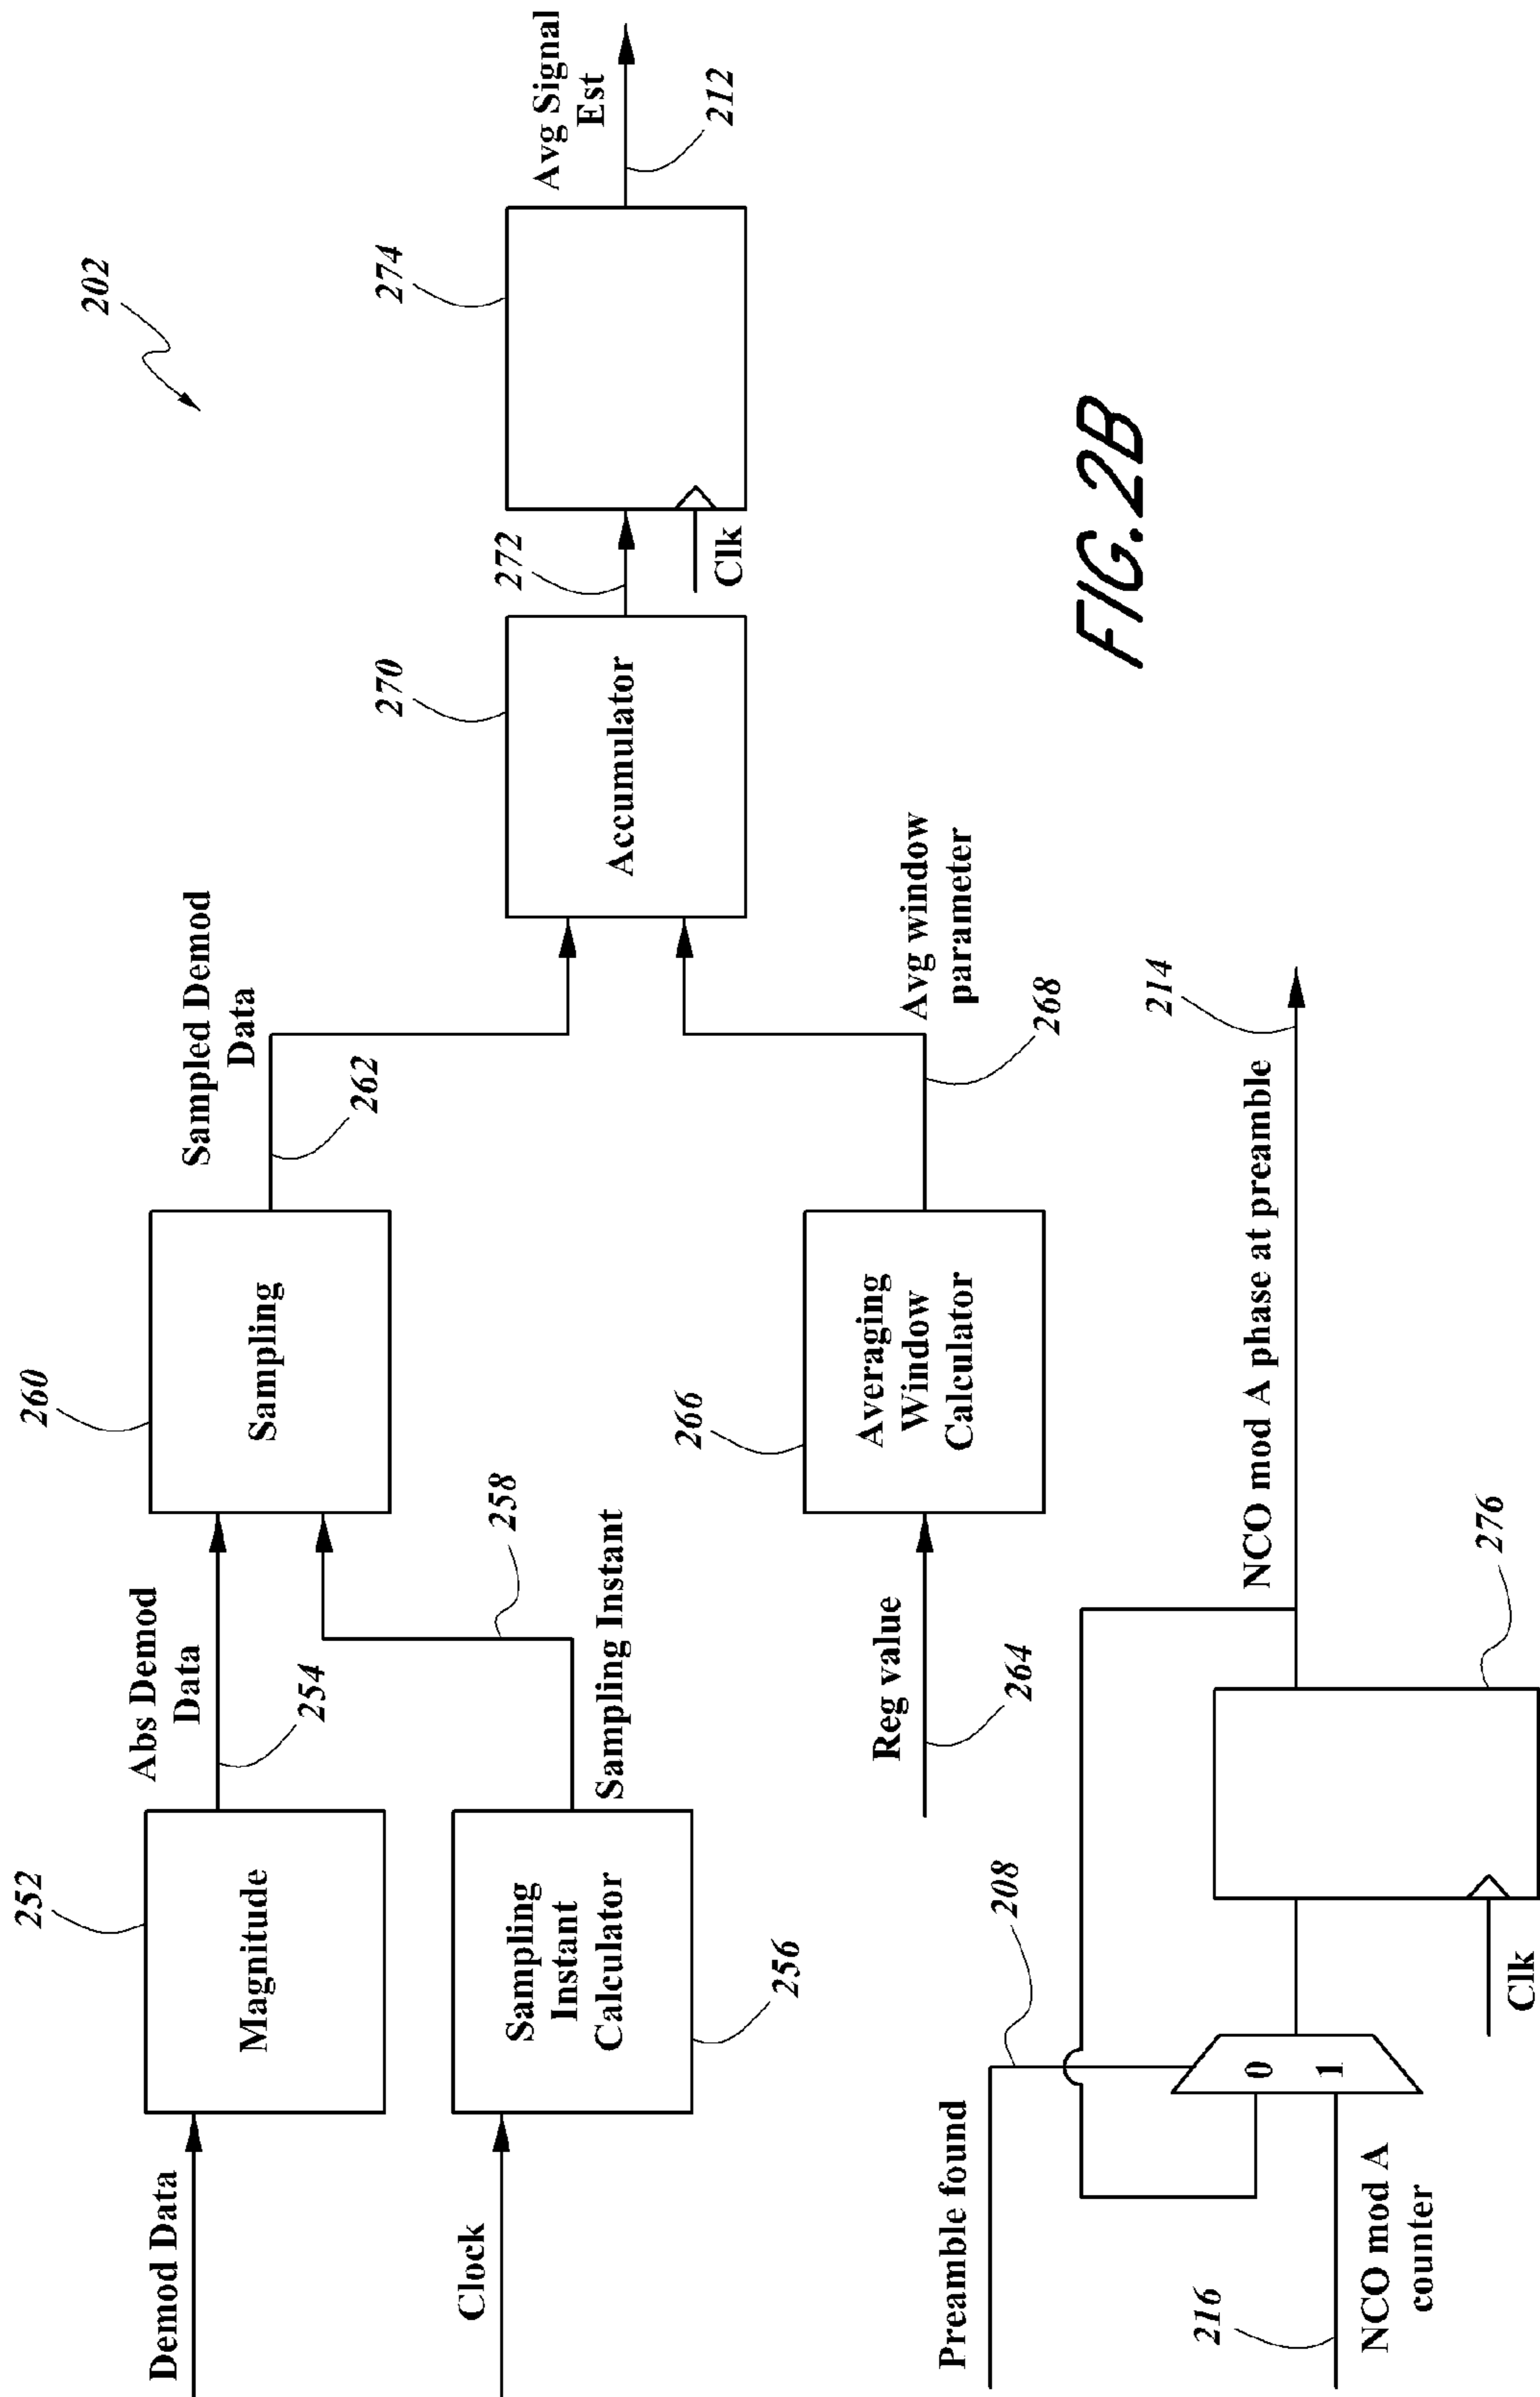 202
Demod Data
252
Magnitude
Abs Demod
Data
254
Clock
Sampling
Instant
Calculator
256
Sampling Instant
258
260
Sampling
Sampled Demod
Data
262
Reg value
264
266
Averaging
Window
Calculator
Avg window
parameter
268
270
Accumulator
272
274
Clk
Avg Signal
Est
212
Preamble found
208
216
NCO mod A
counter
0
1
Clk
276
NCO mod A phase at preamble
214
FIG. 2B